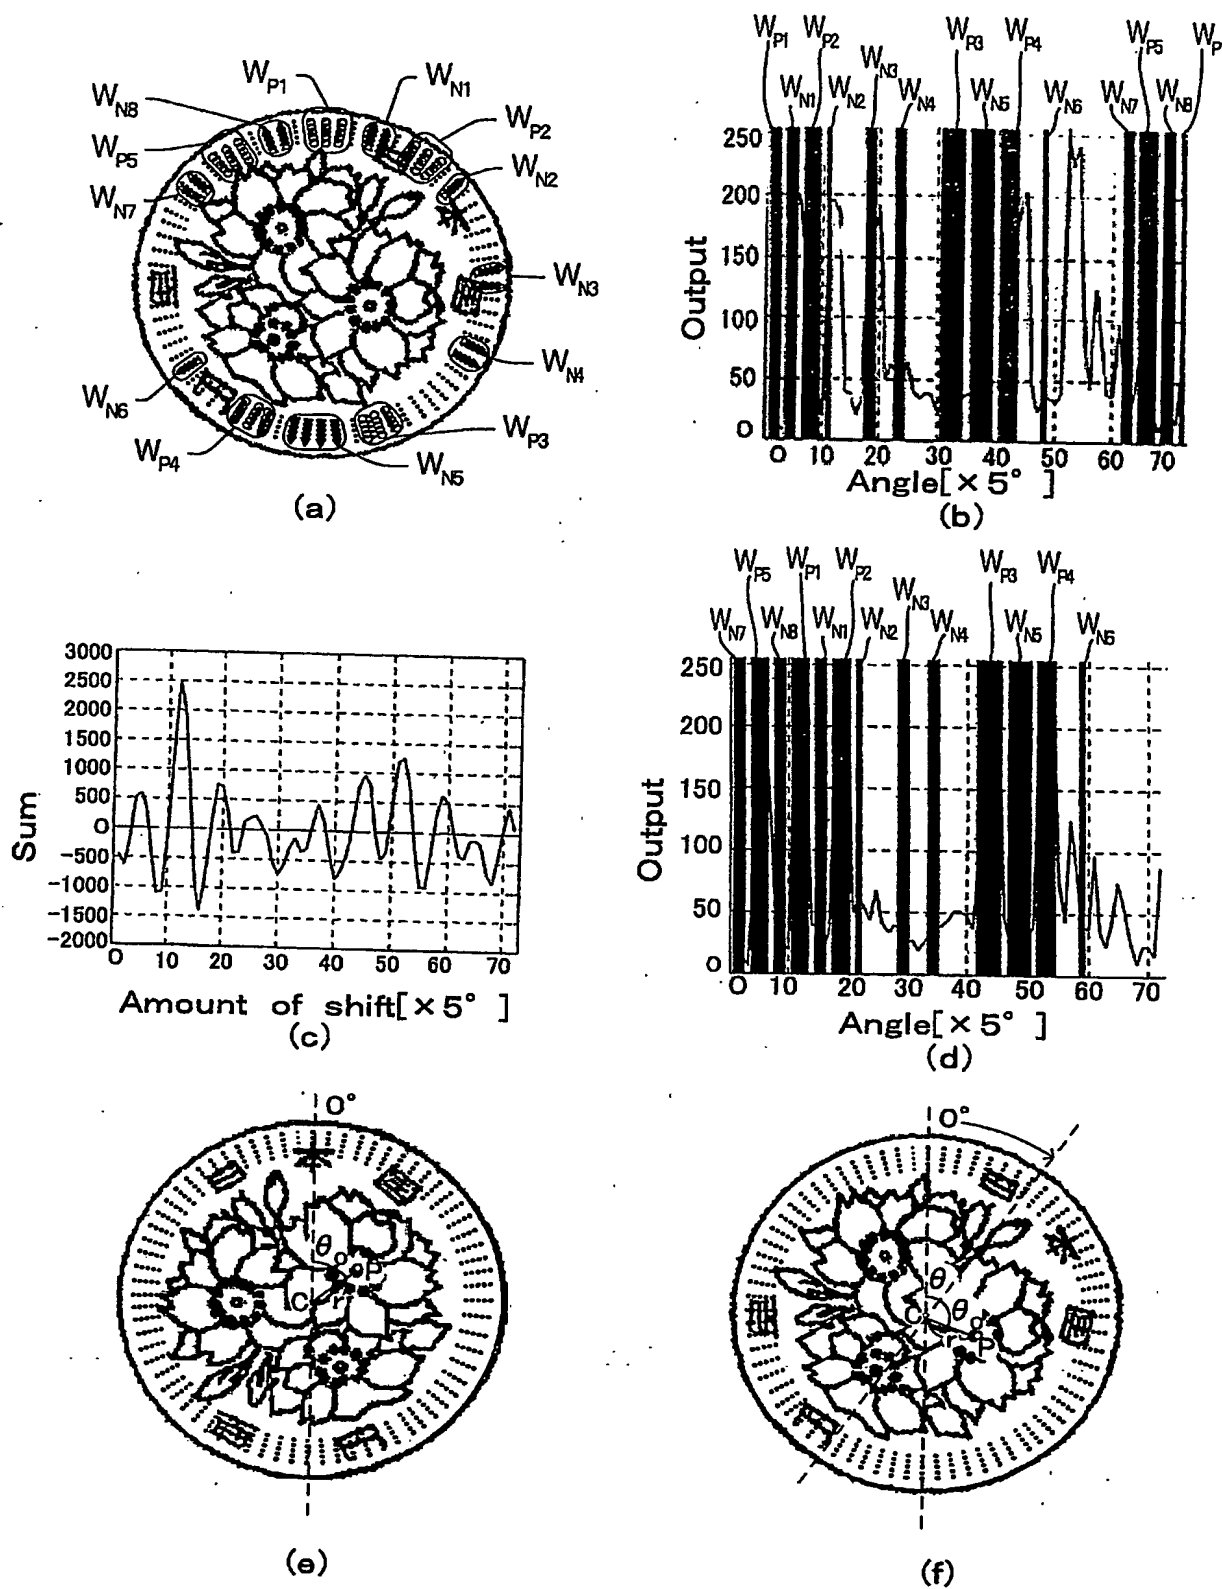 W_P1
W_N1
W_N8
W_P2
W_P5
W_N2
W_N7
W_N3
W_N4
W_N6
W_P3
W_P4
W_N5
(a)
W_P1 W_P2 W_P3 W_P4 W_P5 W_P
W_N3
W_N1 W_N2 W_N4 W_N5 W_N6 W_N7 W_N8
250
200
150
100
50
0
Output
0 10 20 30 40 50 60 70
Angle[×5° ]
(b)
3000
2500
2000
1500
1000
500
0
-500
-1000
-1500
-2000
Sum
0 10 20 30 40 50 60 70
Amount of shift[×5° ]
(c)
W_P5 W_P1 W_P2 W_P3 W_P4
W_N3
W_N7 W_N8 W_N1 W_N2 W_N4 W_N5 W_N6
250
200
150
100
50
0
Output
0 10 20 30 40 50 60 70
Angle[×5° ]
(d)
0°
θ_0
P
C r
(e)
0°
θ
C θ_0
r P
(f)